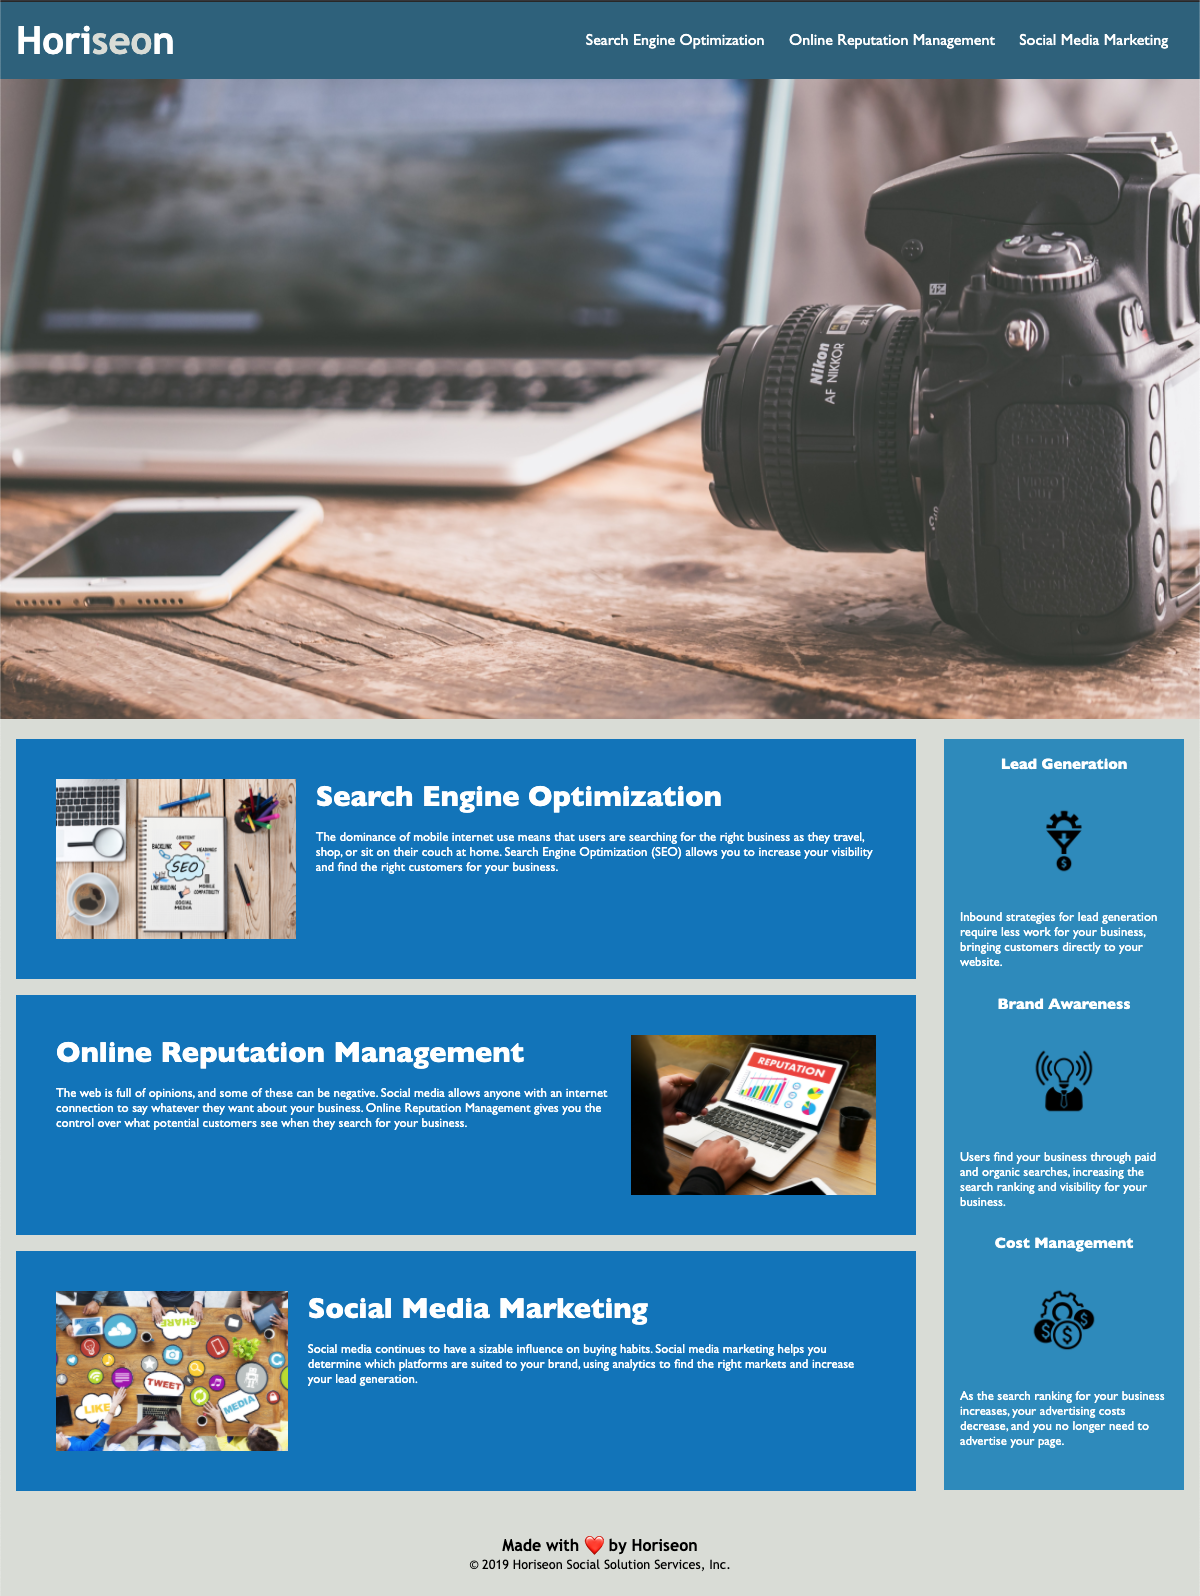 Horiseon
Search Engine Optimization
Online Reputation Management
Social Media Marketing
Nikon
AF NIKKOR
Search Engine Optimization
The dominance of mobile internet use means that users are searching for the right business as they travel,
shop, or sit on their couch at home. Search Engine Optimization (SEO) allows you to increase your visibility
and find the right customers for your business.
CONTENT
BACKLINK
SEO
LINK BUILDING
MOBILE
COMPATIBILITY
SOCIAL
MEDIA
Online Reputation Management
The web is full of opinions, and some of these can be negative. Social media allows anyone with an internet
connection to say whatever they want about your business. Online Reputation Management gives you the
control over what potential customers see when they search for your business.
REPUTATION
Social Media Marketing
Social media continues to have a sizable influence on buying habits. Social media marketing helps you
determine which platforms are suited to your brand, using analytics to find the right markets and increase
your lead generation.
SHARE
TWEET
LIKE
MEDIA
Lead Generation
Inbound strategies for lead generation
require less work for your business,
bringing customers directly to your
website.
Brand Awareness
Users find your business through paid
and organic searches, increasing the
search ranking and visibility for your
business.
Cost Management
As the search ranking for your business
increases, your advertising costs
decrease, and you no longer need to
advertise your page.
Made with ❤️ by Horiseon
© 2019 Horiseon Social Solution Services, Inc.